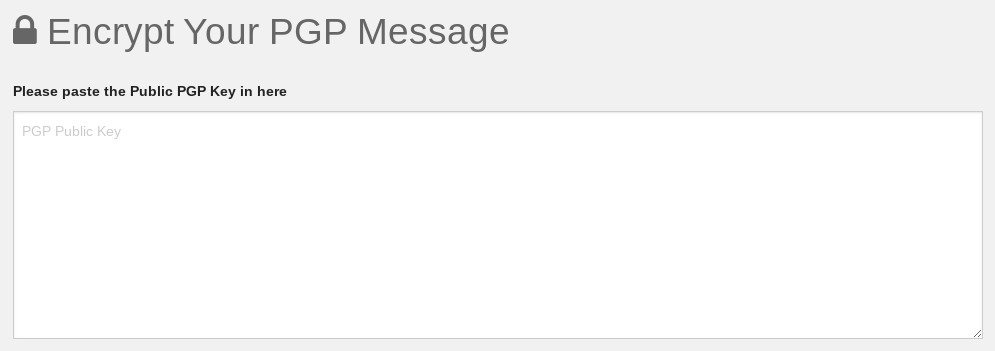 Encrypt Your PGP Message
Please paste the Public PGP Key in here
PGP Public Key